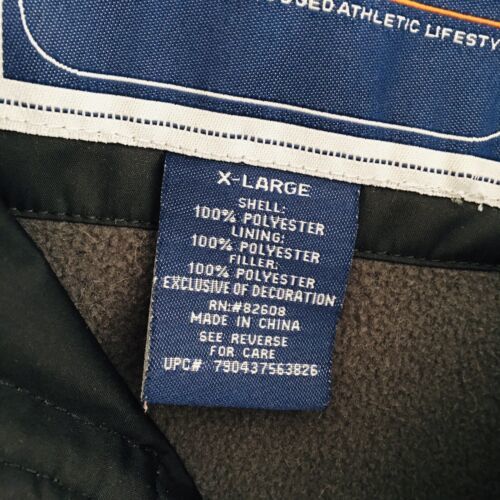 ATHLETIC
X-LARGE
SHELL:
100% POLYESTER
LINING:
100% POLYESTER
FILLER:
100% POLYESTER
EXCLUSIVE OF DECORATION
RN:#82608
MADE IN CHINA
SEE REVERSE
FOR CARE
UPC# 790437563826